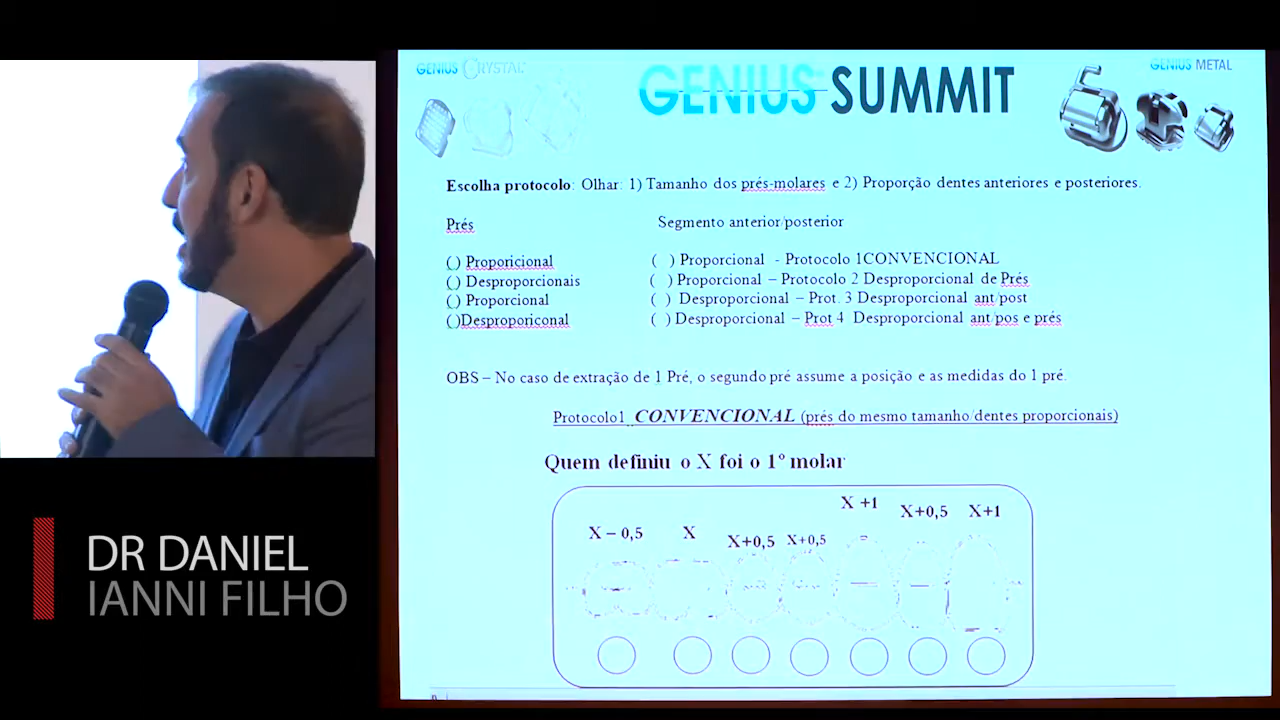 GENIUS CRYSTAL
GENIUS SUMMIT
GENIUS METAL
Escolha protocolo: Olhar: 1) Tamanho dos prés-molares e 2) Proporção dentes anteriores e posteriores.
Prés Segmento anterior/posterior
( ) Proporicional ( ) Proporcional - Protocolo 1CONVENCIONAL
( ) Desproporcionais ( ) Proporcional – Protocolo 2 Desproporcional de Prés
( ) Proporcional ( ) Desproporcional – Prot. 3 Desproporcional ant/post
( )Desproporiconal ( ) Desproporcional – Prot 4 Desproporcional ant/pos e prés
OBS – No caso de extração de 1 Pré, o segundo pré assume a posição e as medidas do 1 pré.
Protocolo1 CONVENCIONAL (prés do mesmo tamanho/dentes proporcionais)
Quem definiu o X foi o 1º molar
X – 0,5 X X+0,5 X+0,5 X +1 X+0,5 X+1
DR DANIEL
IANNI FILHO